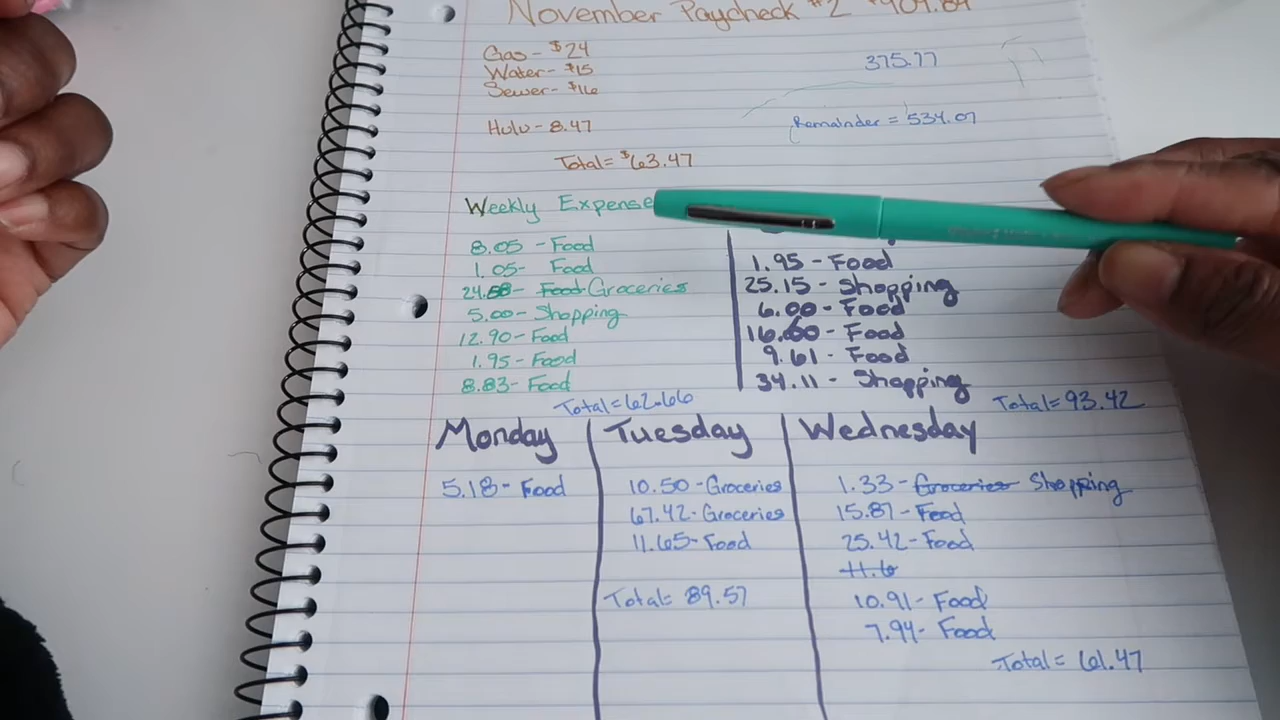 November Paycheck #2 $909.84
Gas - $24
Water - $15
Sewer - $16
Hulu - 8.47
Total = $63.47
375.77
Remainder = 534.07
Weekly Expense
8.05 - Food
1.05 - Food
24.88 - Food Groceries
5.00 - Shopping
12.90 - Food
1.95 - Food
8.83 - Food
Total = 62.66
1.95 - Food
25.15 - Shopping
6.00 - Food
16.60 - Food
9.61 - Food
34.11 - Shopping
Total = 93.42
Monday
5.18 - Food
Tuesday
10.50 - Groceries
67.42 - Groceries
11.65 - Food
Total = 89.57
Wednesday
1.33 - Groceries Shopping
15.87 - Food
25.42 - Food
11.6
10.91 - Food
7.94 - Food
Total = 61.47